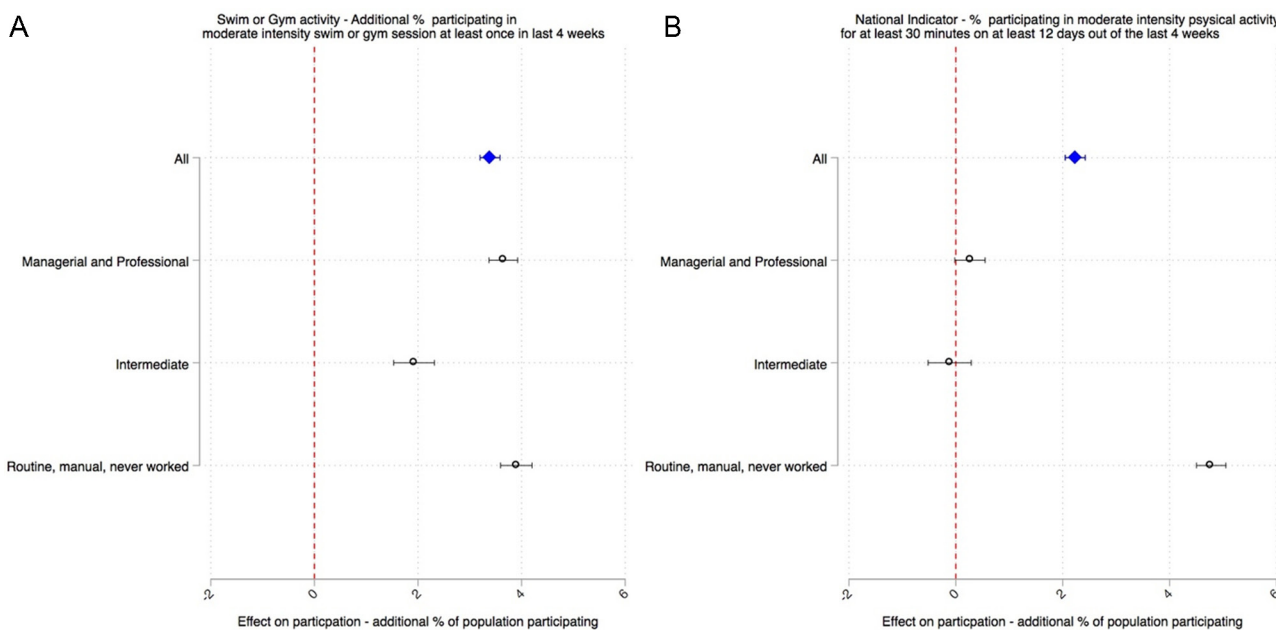 A
Swim or Gym activity - Additional % participating in
moderate intensity swim or gym session at least once in last 4 weeks
All
Managerial and Professional
Intermediate
Routine, manual, never worked
-2
0
2
4
6
Effect on particpation - additional % of population participating
B
National Indicator - % participating in moderate intensity psysical activity
for at least 30 minutes on at least 12 days out of the last 4 weeks
All
Managerial and Professional
Intermediate
Routine, manual, never worked
-2
0
2
4
6
Effect on particpation - additional % of population participating